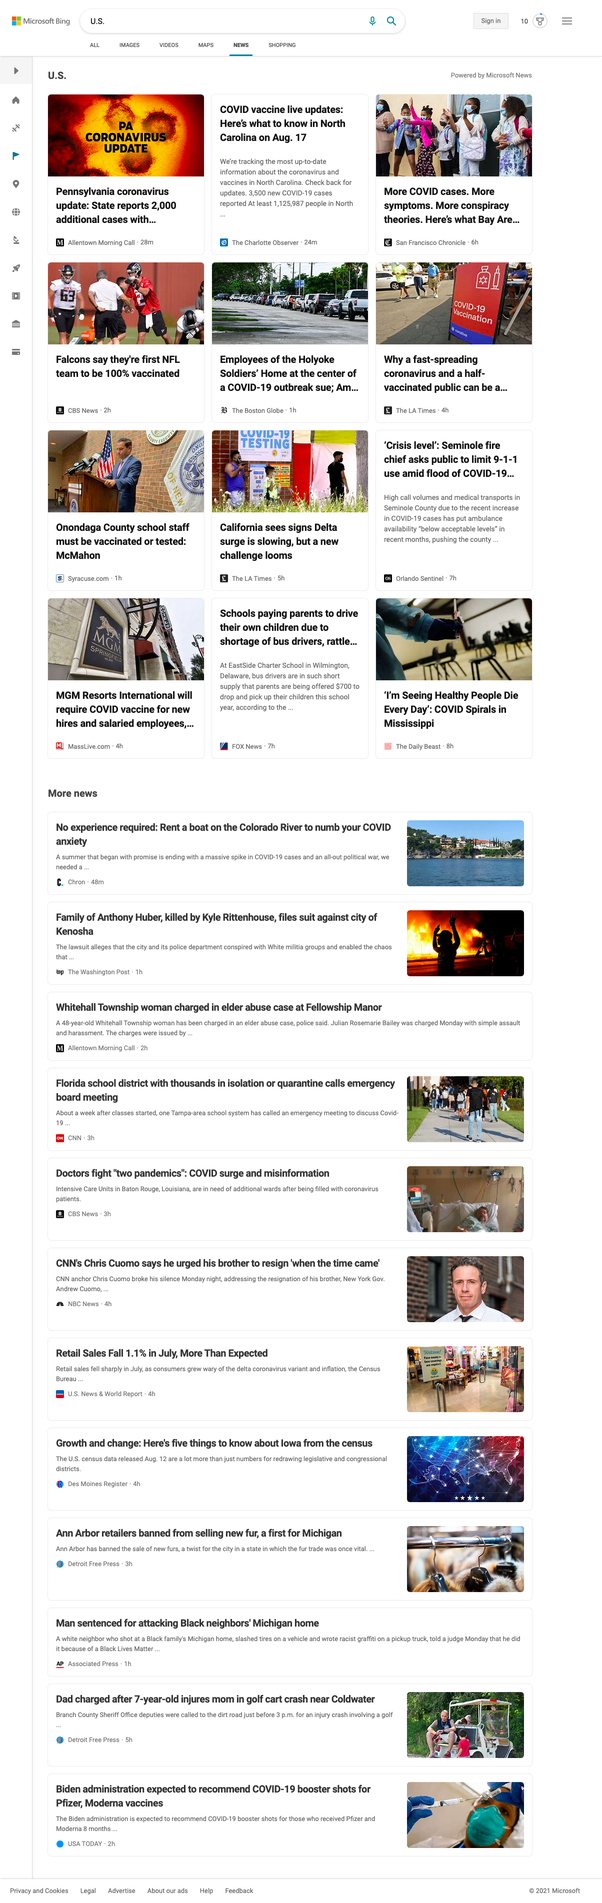 Microsoft Bing
U.S.
Sign in
10
ALL
IMAGES
VIDEOS
MAPS
NEWS
SHOPPING
U.S.
Powered by Microsoft News
PA
CORONAVIRUS
UPDATE
Pennsylvania coronavirus
update: State reports 2,000
additional cases with...
Allentown Morning Call · 28m
COVID vaccine live updates:
Here's what to know in North
Carolina on Aug. 17
We're tracking the most up-to-date
information about the coronavirus and
vaccines in North Carolina. Check back for
updates. 3,500 new COVID-19 cases
reported At least 1,125,987 people in North
...
The Charlotte Observer · 24m
More COVID cases. More
symptoms. More conspiracy
theories. Here's what Bay Are...
San Francisco Chronicle · 6h
63
2
Falcons say they're first NFL
team to be 100% vaccinated
CBS News · 2h
Employees of the Holyoke
Soldiers' Home at the center of
a COVID-19 outbreak sue; Am...
The Boston Globe · 1h
COVID-19
Vaccination
Why a fast-spreading
coronavirus and a half-
vaccinated public can be a...
The LA Times · 4h
Onondaga County school staff
must be vaccinated or tested:
McMahon
Syracuse.com · 1h
COVID-19
TESTING
California sees signs Delta
surge is slowing, but a new
challenge looms
The LA Times · 5h
'Crisis level': Seminole fire
chief asks public to limit 9-1-1
use amid flood of COVID-19...
High call volumes and medical transports in
Seminole County due to the recent increase
in COVID-19 cases has put ambulance
availability "below acceptable levels" in
recent months, pushing the county ...
Orlando Sentinel · 7h
MGM
SPRINGFIELD
MGM Resorts International will
require COVID vaccine for new
hires and salaried employees,...
MassLive.com · 4h
Schools paying parents to drive
their own children due to
shortage of bus drivers, rattle...
At EastSide Charter School in Wilmington,
Delaware, bus drivers are in such short
supply that parents are being offered $700 to
drop and pick up their children this school
year, according to the ...
FOX News · 7h
'I'm Seeing Healthy People Die
Every Day': COVID Spirals in
Mississippi
The Daily Beast · 8h
More news
No experience required: Rent a boat on the Colorado River to numb your COVID
anxiety
A summer that began with promise is ending with a massive spike in COVID-19 cases and an all-out political war, we
needed a ...
Chron · 48m
Family of Anthony Huber, killed by Kyle Rittenhouse, files suit against city of
Kenosha
The lawsuit alleges that the city and its police department conspired with White militia groups and enabled the chaos
that ...
The Washington Post · 1h
Whitehall Township woman charged in elder abuse case at Fellowship Manor
A 48-year-old Whitehall Township woman has been charged in an elder abuse case, police said. Julian Rosemarie Bailey was charged Monday with simple assault
and harassment. The charges were issued by ...
Allentown Morning Call · 2h
Florida school district with thousands in isolation or quarantine calls emergency
board meeting
About a week after classes started, one Tampa-area school system has called an emergency meeting to discuss Covid-
19 ...
CNN · 3h
Doctors fight "two pandemics": COVID surge and misinformation
Intensive Care Units in Baton Rouge, Louisiana, are in need of additional wards after being filled with coronavirus
patients.
CBS News · 3h
CNN's Chris Cuomo says he urged his brother to resign 'when the time came'
CNN anchor Chris Cuomo broke his silence Monday night, addressing the resignation of his brother, New York Gov.
Andrew Cuomo, ...
NBC News · 4h
Retail Sales Fall 1.1% in July, More Than Expected
Retail sales fell sharply in July, as consumers grew wary of the delta coronavirus variant and inflation, the Census
Bureau ...
U.S. News & World Report · 4h
Growth and change: Here's five things to know about Iowa from the census
The U.S. census data released Aug. 12 are a lot more than just numbers for redrawing legislative and congressional
districts.
Des Moines Register · 4h
Ann Arbor retailers banned from selling new fur, a first for Michigan
Ann Arbor has banned the sale of new furs, a twist for the city in a state in which the fur trade was once vital. ...
Detroit Free Press · 3h
Man sentenced for attacking Black neighbors' Michigan home
A white neighbor who shot at a Black family's Michigan home, slashed tires on a vehicle and wrote racist graffiti on a pickup truck, told a judge Monday that he did
it because of a Black Lives Matter ...
AP Associated Press · 1h
Dad charged after 7-year-old injures mom in golf cart crash near Coldwater
Branch County Sheriff Office deputies were called to the dirt road just before 3 p.m. for an injury crash involving a golf
...
Detroit Free Press · 5h
Biden administration expected to recommend COVID-19 booster shots for
Pfizer, Moderna vaccines
The Biden administration is expected to recommend COVID-19 booster shots for those who received Pfizer and
Moderna 8 months ...
USA TODAY · 2h
Privacy and Cookies
Legal
Advertise
About our ads
Help
Feedback
© 2021 Microsoft